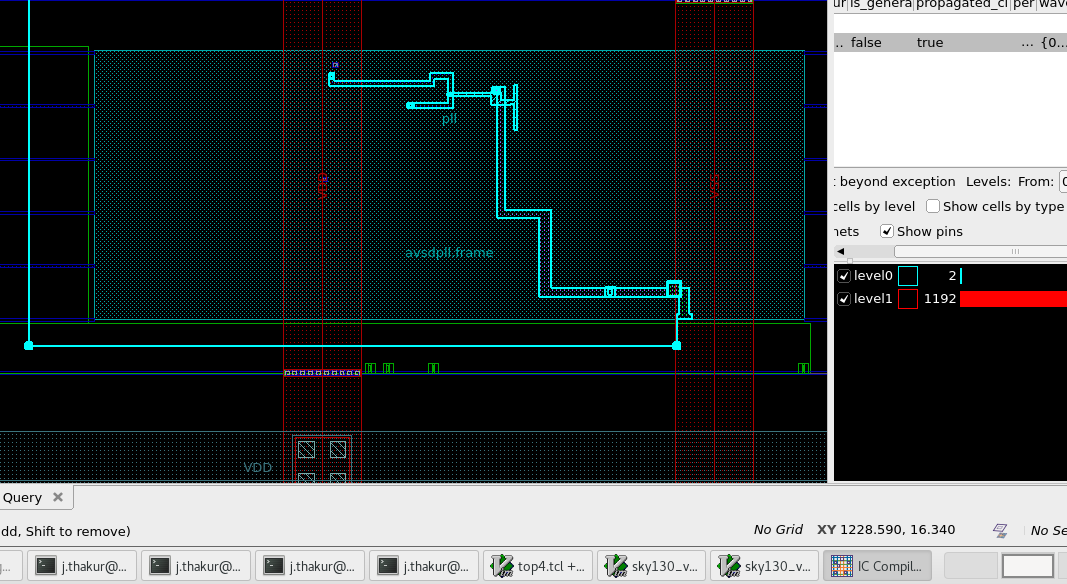 ur is_genera propagated_cl per wave
.. false true ... {0...
pll
avsdpll.frame
VDD
t beyond exception Levels: From: 0
cells by level Show cells by type
nets Show pins
level0 2
level1 1192
Query
dd, Shift to remove)
No Grid XY 1228.590, 16.340 No Se
j.thakur@... j.thakur@... j.thakur@... j.thakur@... top4.tcl +... sky130_v... sky130_v... IC Compil...